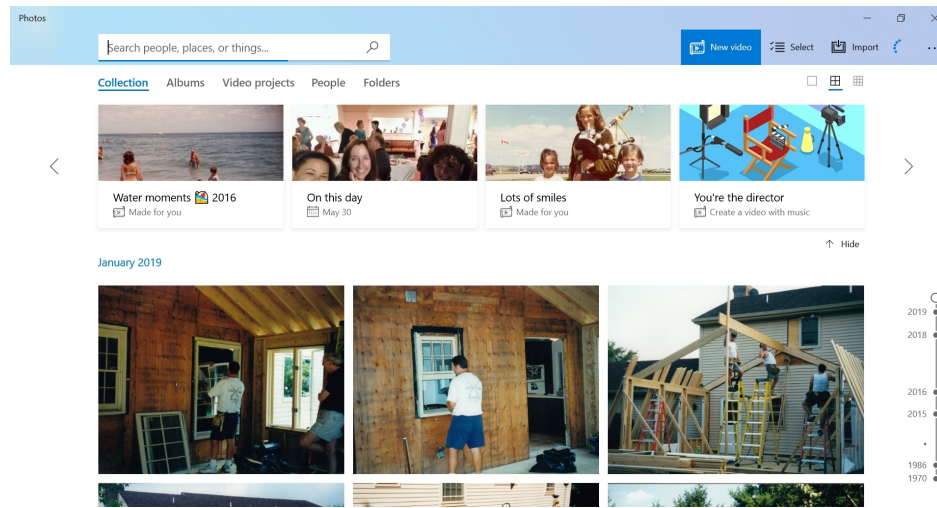 Photos
Search people, places, or things...
New video
Select
Import
Collection Albums Video projects People Folders
Water moments 🏖️ 2016
Made for you
On this day
May 30
Lots of smiles
Made for you
You're the director
Create a video with music
Hide
January 2019
2019
2018
2016
2015
1986
1970